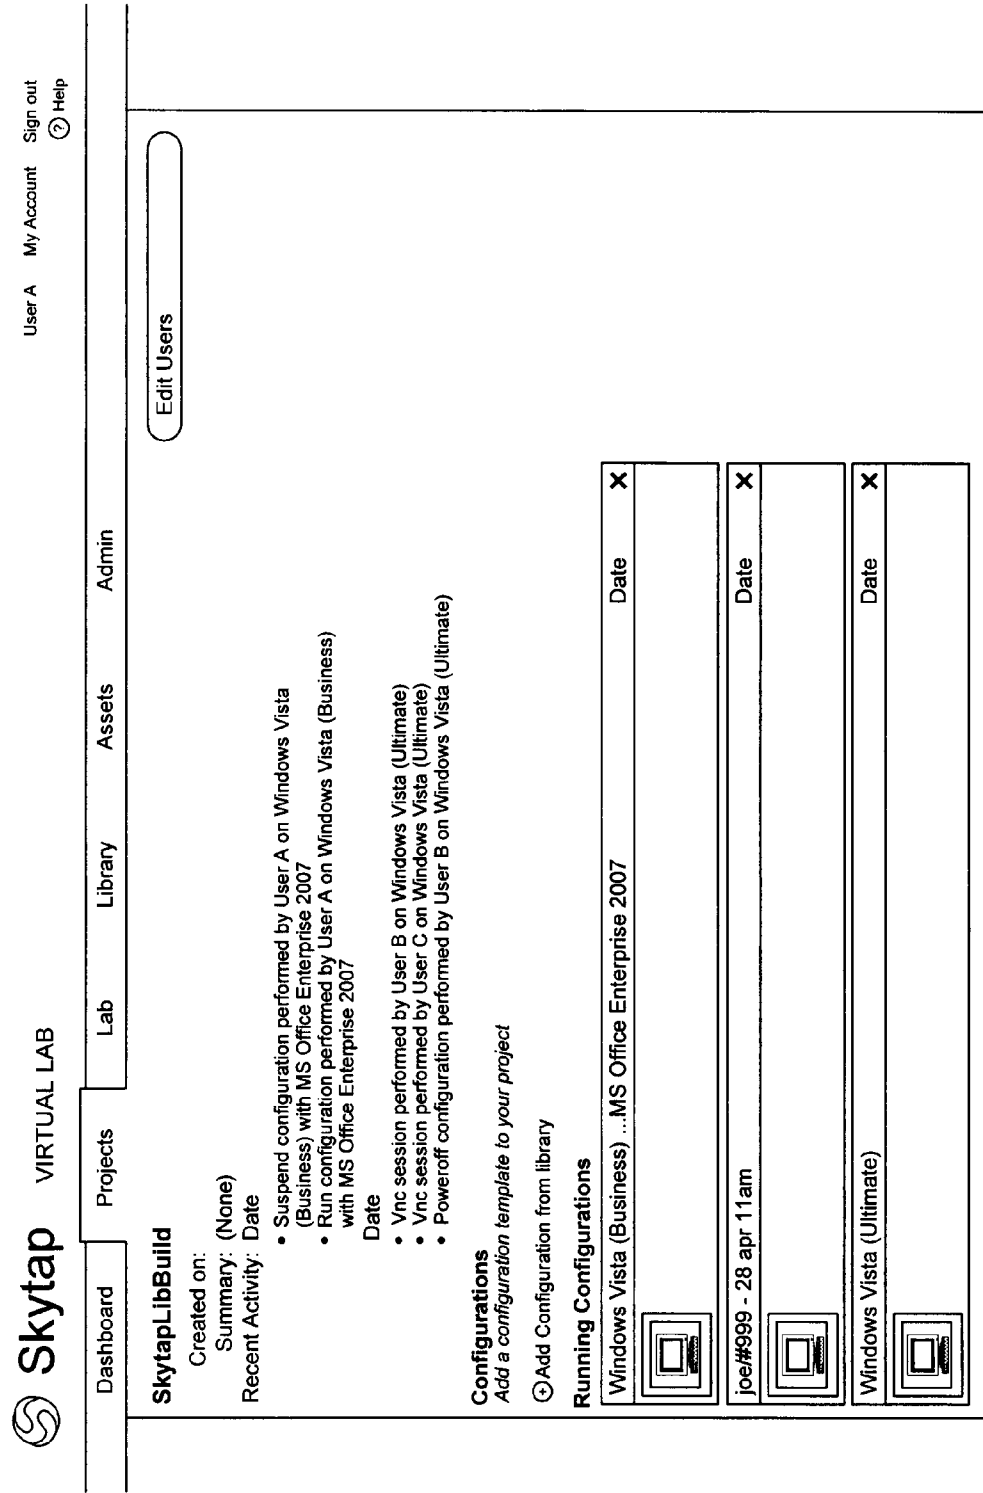 Skytap VIRTUAL LAB
User A My Account Sign out
? Help
Dashboard Projects Lab Library Assets Admin
SkytapLibBuild
Edit Users
Created on:
Summary: (None)
Recent Activity: Date
• Suspend configuration performed by User A on Windows Vista
(Business) with MS Office Enterprise 2007
• Run configuration performed by User A on Windows Vista (Business)
with MS Office Enterprise 2007
Date
• Vnc session performed by User B on Windows Vista (Ultimate)
• Vnc session performed by User C on Windows Vista (Ultimate)
• Poweroff configuration performed by User B on Windows Vista (Ultimate)
Configurations
Add a configuration template to your project
+ Add Configuration from library
Running Configurations
Windows Vista (Business) ...MS Office Enterprise 2007 Date X
joe/#999 - 28 apr 11am Date X
Windows Vista (Ultimate) Date X